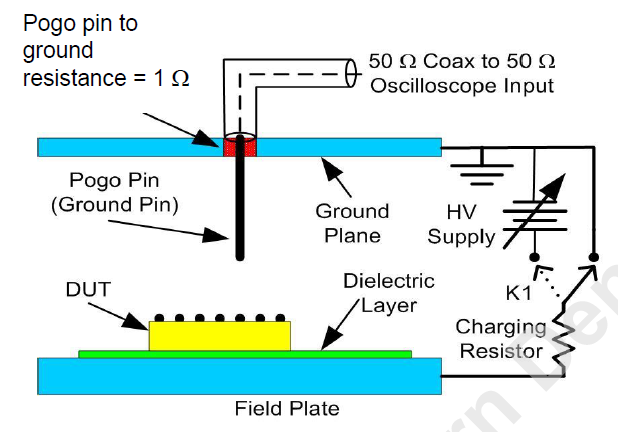 Pogo pin to
ground
resistance = 1 Ω
50 Ω Coax to 50 Ω
Oscilloscope Input
Pogo Pin
(Ground Pin)
Ground
Plane
HV
Supply
DUT
Dielectric
Layer
K1
Charging
Resistor
Field Plate